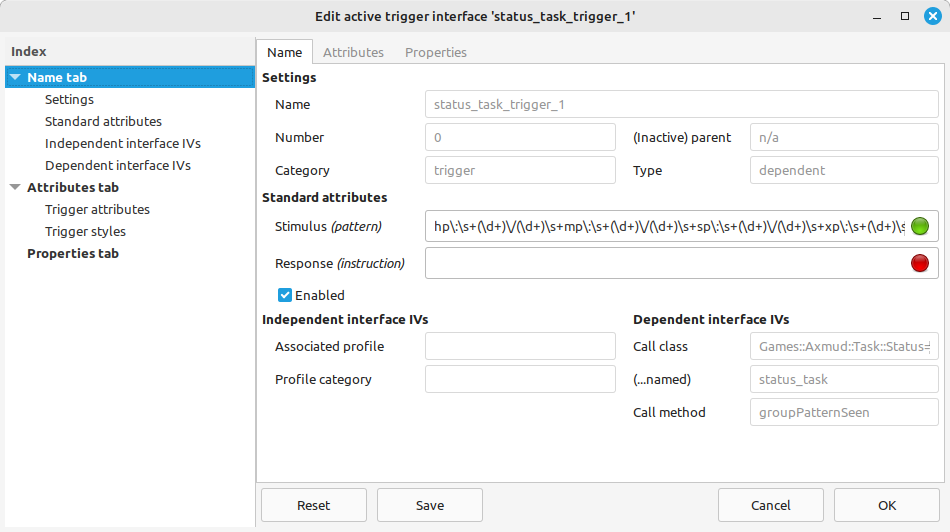 Edit active trigger interface 'status_task_trigger_1'
Index
Name tab
Settings
Standard attributes
Independent interface IVs
Dependent interface IVs
Attributes tab
Trigger attributes
Trigger styles
Properties tab
Name Attributes Properties
Settings
Name status_task_trigger_1
Number 0 (Inactive) parent n/a
Category trigger Type dependent
Standard attributes
Stimulus (pattern) hp\:\s+(\d+)\/(\d+)\s+mp\:\s+(\d+)\/(\d+)\s+sp\:\s+(\d+)\/(\d+)\s+xp\:\s+(\d+)\s
Response (instruction)
Enabled
Independent interface IVs Dependent interface IVs
Associated profile Call class Games::Axmud::Task::Status=
Profile category (...named) status_task
Call method groupPatternSeen
Reset Save Cancel OK